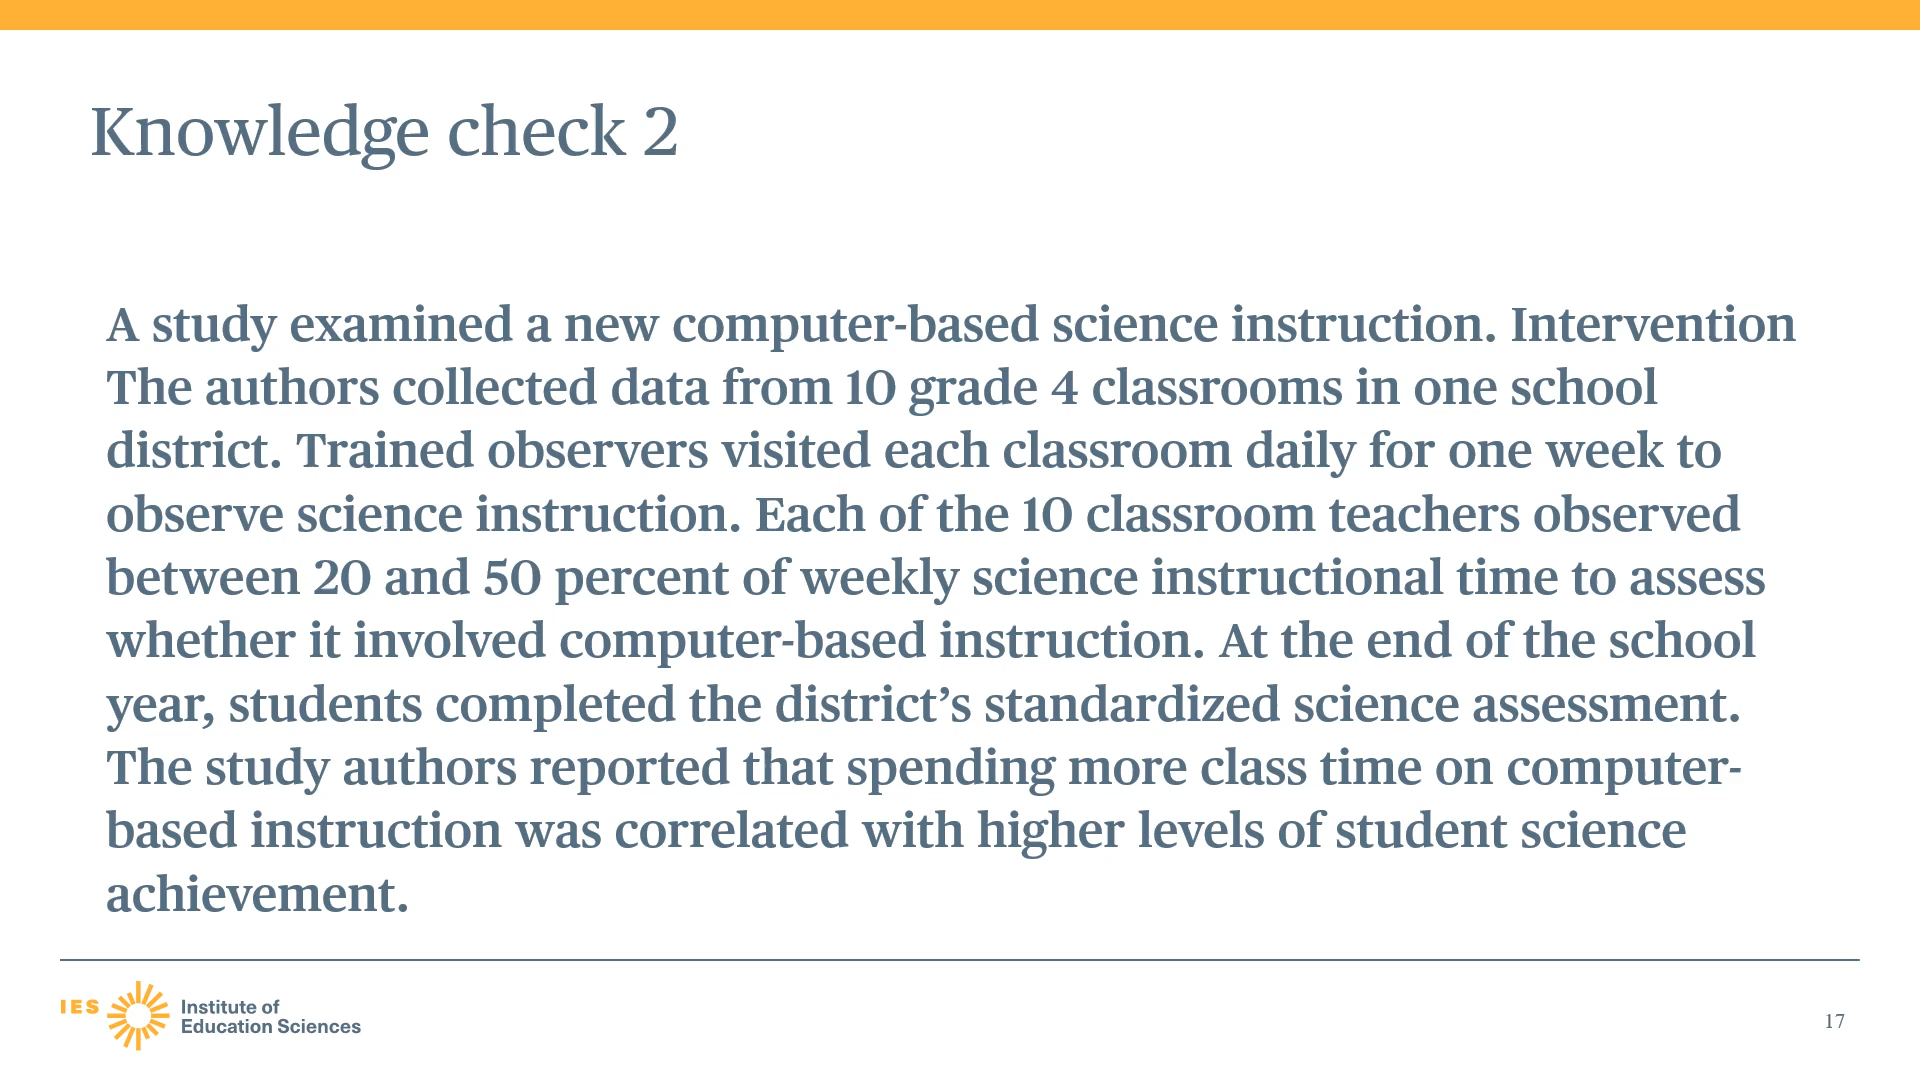 Knowledge check 2
A study examined a new computer-based science instruction. Intervention
The authors collected data from 10 grade 4 classrooms in one school
district. Trained observers visited each classroom daily for one week to
observe science instruction. Each of the 10 classroom teachers observed
between 20 and 50 percent of weekly science instructional time to assess
whether it involved computer-based instruction. At the end of the school
year, students completed the district’s standardized science assessment.
The study authors reported that spending more class time on computer-
based instruction was correlated with higher levels of student science
achievement.
IES
Institute of
Education Sciences
17